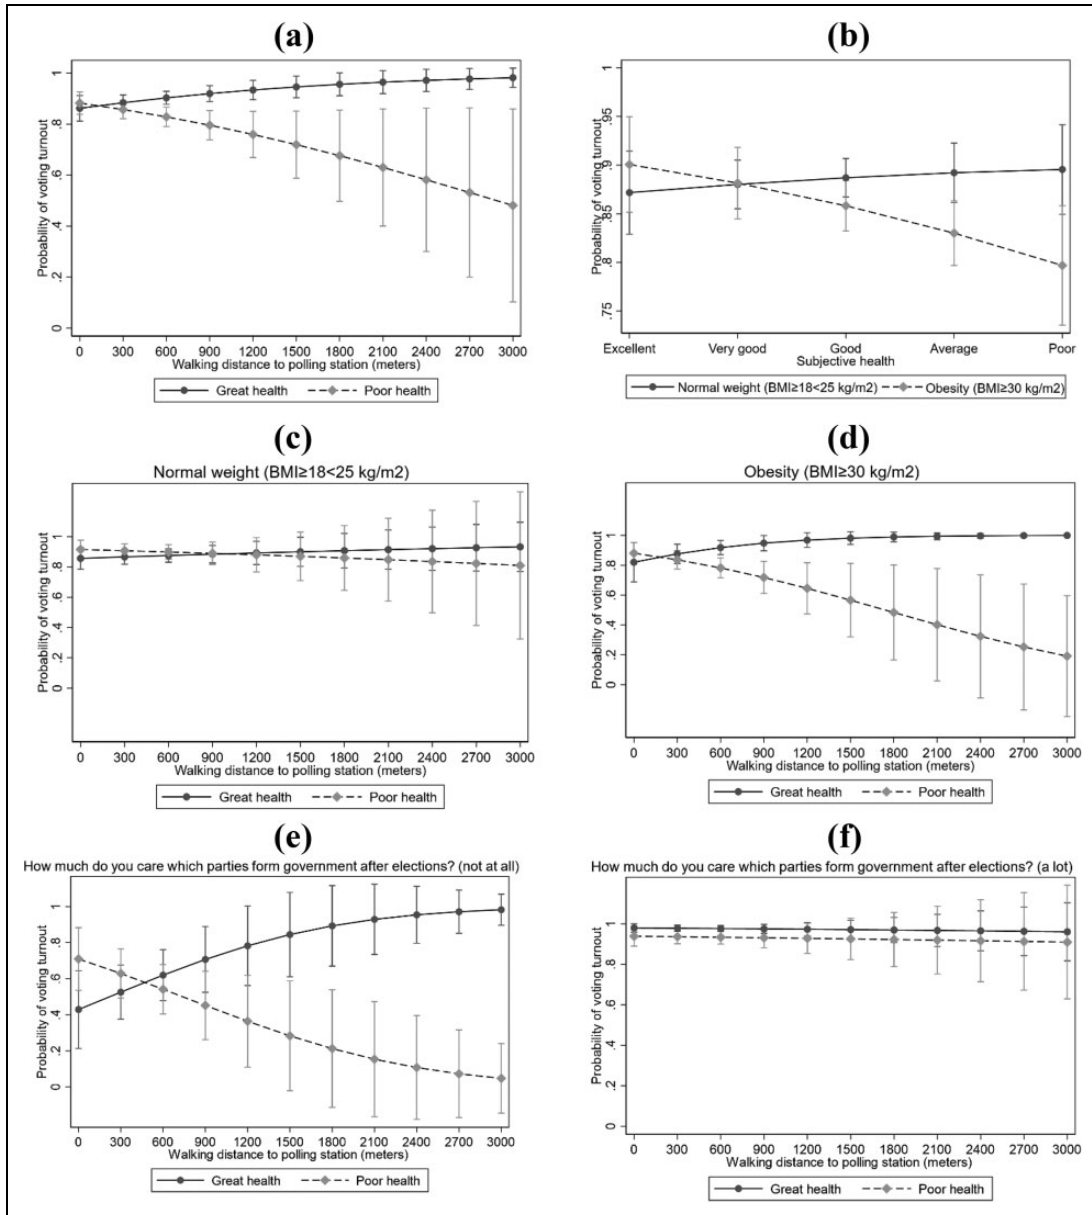 (a)
Probability of voting turnout
0 .2 .4 .6 .8 1
0 300 600 900 1200 1500 1800 2100 2400 2700 3000
Walking distance to polling station (meters)
Great health Poor health
(b)
Probability of voting turnout
.75 .8 .85 .90 .95 1
Excellent Very good Good Average Poor
Subjective health
Normal weight (BMI≥18<25 kg/m2) Obesity (BMI≥30 kg/m2)
(c)
Normal weight (BMI≥18<25 kg/m2)
Probability of voting turnout
0 .2 .4 .6 .8 1
0 300 600 900 1200 1500 1800 2100 2400 2700 3000
Walking distance to polling station (meters)
Great health Poor health
(d)
Obesity (BMI≥30 kg/m2)
Probability of voting turnout
0 .2 .4 .6 .8 1
0 300 600 900 1200 1500 1800 2100 2400 2700 3000
Walking distance to polling station (meters)
Great health Poor health
(e)
How much do you care which parties form government after elections? (not at all)
Probability of voting turnout
0 .2 .4 .6 .8 1
0 300 600 900 1200 1500 1800 2100 2400 2700 3000
Walking distance to polling station (meters)
Great health Poor health
(f)
How much do you care which parties form government after elections? (a lot)
Probability of voting turnout
0 .2 .4 .6 .8 1
0 300 600 900 1200 1500 1800 2100 2400 2700 3000
Walking distance to polling station (meters)
Great health Poor health